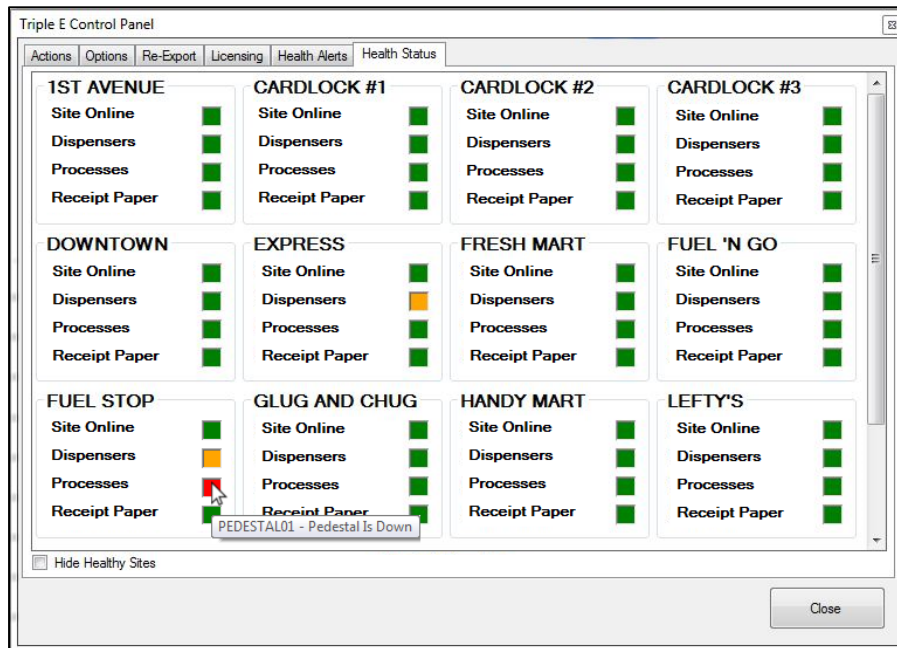 Triple E Control Panel
Actions Options Re-Export Licensing Health Alerts Health Status
1ST AVENUE CARDLOCK #1 CARDLOCK #2 CARDLOCK #3
Site Online Site Online Site Online Site Online
Dispensers Dispensers Dispensers Dispensers
Processes Processes Processes Processes
Receipt Paper Receipt Paper Receipt Paper Receipt Paper
DOWNTOWN EXPRESS FRESH MART FUEL 'N GO
Site Online Site Online Site Online Site Online
Dispensers Dispensers Dispensers Dispensers
Processes Processes Processes Processes
Receipt Paper Receipt Paper Receipt Paper Receipt Paper
FUEL STOP GLUG AND CHUG HANDY MART LEFTY'S
Site Online Site Online Site Online Site Online
Dispensers Dispensers Dispensers Dispensers
Processes Processes Processes Processes
Receipt Paper Receipt Paper Receipt Paper Receipt Paper
PEDESTAL01 - Pedestal Is Down
Hide Healthy Sites
Close